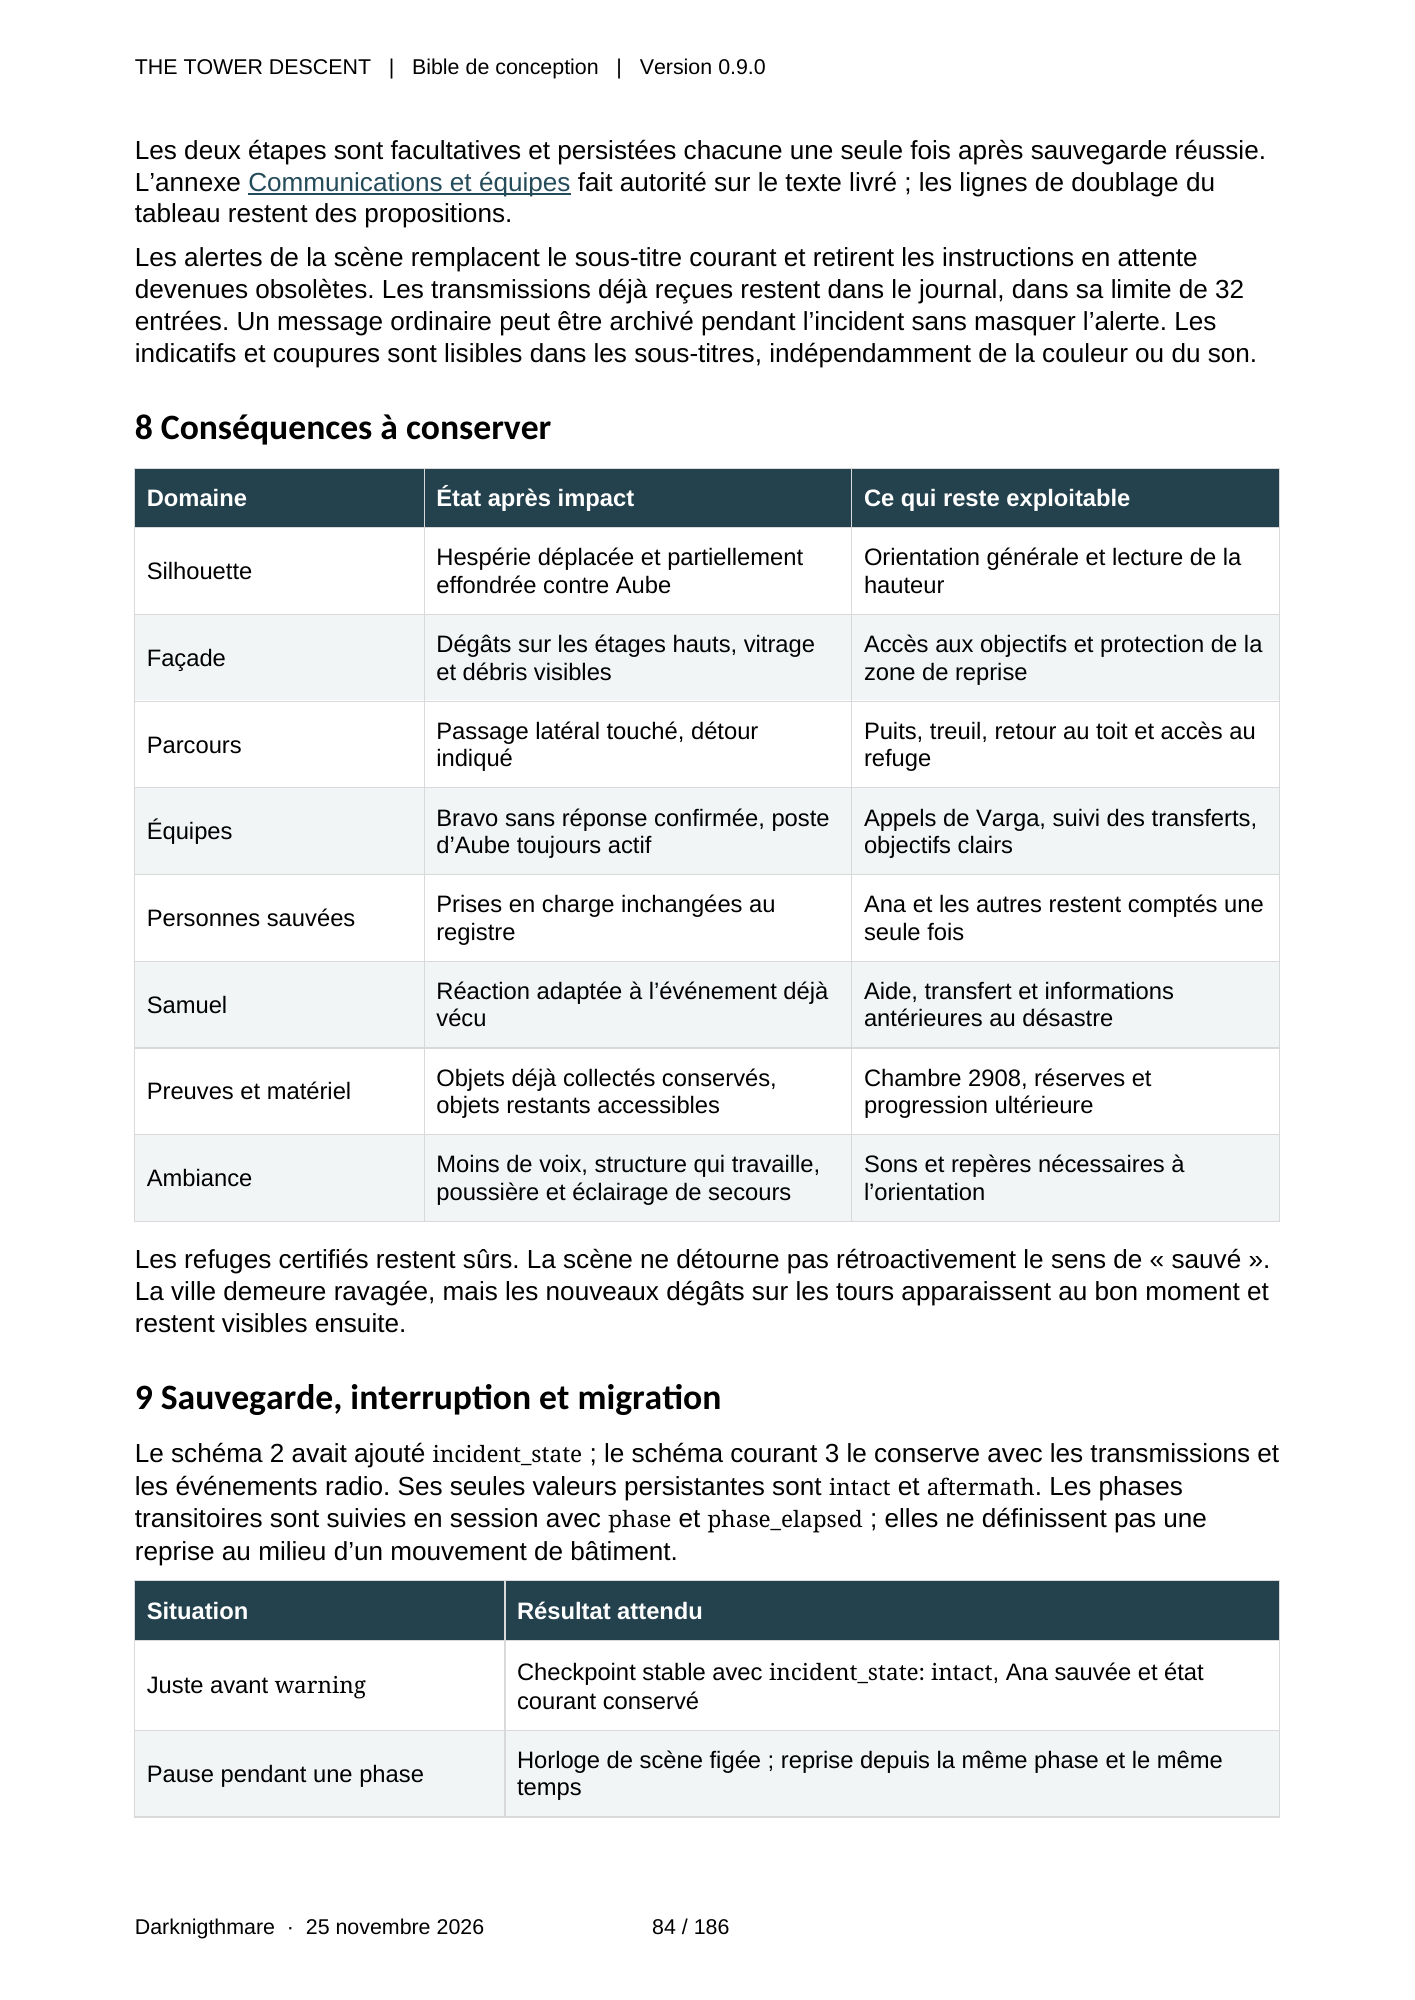 THE TOWER DESCENT | Bible de conception | Version 0.9.0
Les deux étapes sont facultatives et persistées chacune une seule fois après sauvegarde réussie.
L’annexe Communications et équipes fait autorité sur le texte livré ; les lignes de doublage du
tableau restent des propositions.
Les alertes de la scène remplacent le sous-titre courant et retirent les instructions en attente
devenues obsolètes. Les transmissions déjà reçues restent dans le journal, dans sa limite de 32
entrées. Un message ordinaire peut être archivé pendant l’incident sans masquer l’alerte. Les
indicatifs et coupures sont lisibles dans les sous-titres, indépendamment de la couleur ou du son.
8 Conséquences à conserver
Domaine
État après impact
Ce qui reste exploitable
Silhouette
Hespérie déplacée et partiellement
effondrée contre Aube
Orientation générale et lecture de la
hauteur
Façade
Dégâts sur les étages hauts, vitrage
et débris visibles
Accès aux objectifs et protection de la
zone de reprise
Parcours
Passage latéral touché, détour
indiqué
Puits, treuil, retour au toit et accès au
refuge
Équipes
Bravo sans réponse confirmée, poste
d’Aube toujours actif
Appels de Varga, suivi des transferts,
objectifs clairs
Personnes sauvées
Prises en charge inchangées au
registre
Ana et les autres restent comptés une
seule fois
Samuel
Réaction adaptée à l’événement déjà
vécu
Aide, transfert et informations
antérieures au désastre
Preuves et matériel
Objets déjà collectés conservés,
objets restants accessibles
Chambre 2908, réserves et
progression ultérieure
Ambiance
Moins de voix, structure qui travaille,
poussière et éclairage de secours
Sons et repères nécessaires à
l’orientation
Les refuges certifiés restent sûrs. La scène ne détourne pas rétroactivement le sens de « sauvé ».
La ville demeure ravagée, mais les nouveaux dégâts sur les tours apparaissent au bon moment et
restent visibles ensuite.
9 Sauvegarde, interruption et migration
Le schéma 2 avait ajouté incident_state ; le schéma courant 3 le conserve avec les transmissions et
les événements radio. Ses seules valeurs persistantes sont intact et aftermath. Les phases
transitoires sont suivies en session avec phase et phase_elapsed ; elles ne définissent pas une
reprise au milieu d’un mouvement de bâtiment.
Situation
Résultat attendu
Juste avant warning
Checkpoint stable avec incident_state: intact, Ana sauvée et état
courant conservé
Pause pendant une phase
Horloge de scène figée ; reprise depuis la même phase et le même
temps
Darknigthmare · 25 novembre 2026
84 / 186